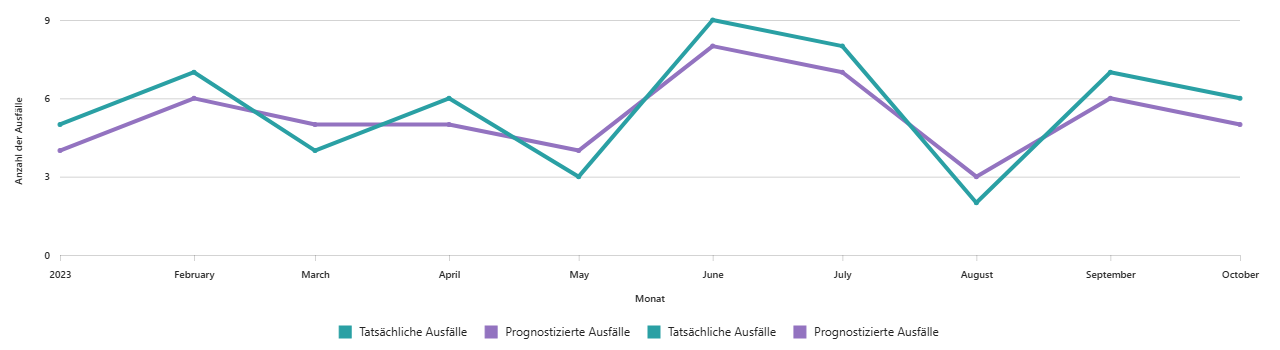 9
6
3
0
Anzahl der Ausfälle
2023 February March April May June July August September October
Monat
Tatsächliche Ausfälle Prognostizierte Ausfälle Tatsächliche Ausfälle Prognostizierte Ausfälle